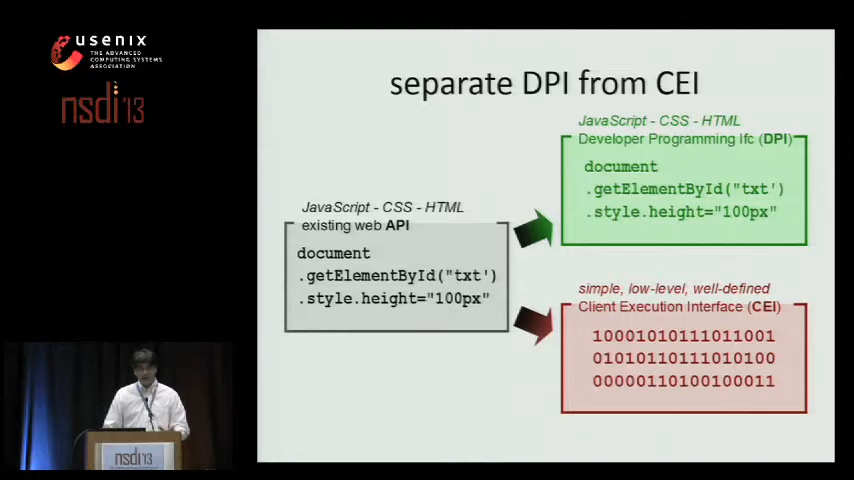 usenix
THE ADVANCED
COMPUTING SYSTEMS
ASSOCIATION
nsdi'13
separate DPI from CEI
JavaScript - CSS - HTML
existing web API
document
.getElementById("txt')
.style.height="100px"
JavaScript - CSS - HTML
Developer Programming Ifc (DPI)
document
.getElementById("txt')
.style.height="100px"
simple, low-level, well-defined
Client Execution Interface (CEI)
10001010111011001
01010110111010100
00000110100100011
nsdi'13